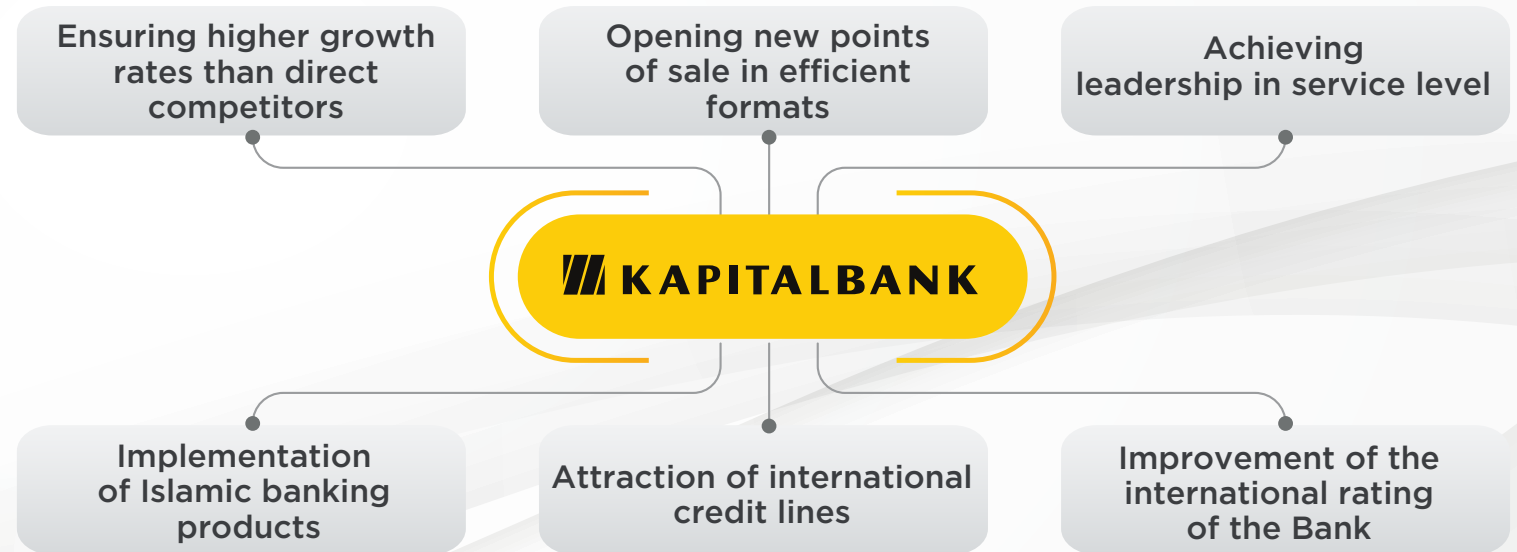 Ensuring higher growth
rates than direct
competitors
Opening new points
of sale in efficient
formats
Achieving
leadership in service level
KAPITALBANK
Implementation
of Islamic banking
products
Attraction of international
credit lines
Improvement of the
international rating
of the Bank